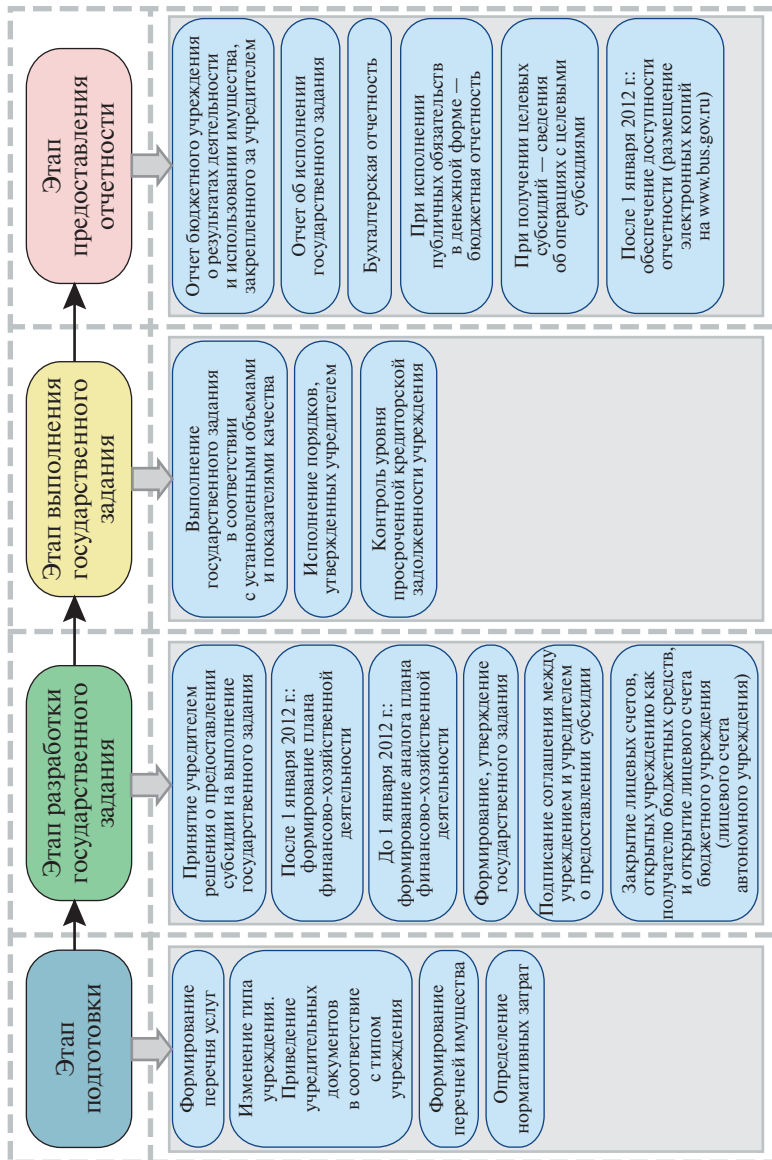 Этап
подготовки
Формирование
перечня услуг
Изменение типа
учреждения.
Приведение
учредительных
документов
в соответствие
с типом
учреждения
Формирование
перечней имущества
Определение
нормативных затрат
Этап разработки
государственного
задания
Принятие учредителем
решения о предоставлении
субсидии на выполнение
государственного задания
После 1 января 2012 г.:
формирование плана
финансово-хозяйственной
деятельности
До 1 января 2012 г.:
формирование аналога плана
финансово-хозяйственной
деятельности
Формирование, утверждение
государственного задания
Подписание соглашения между
учреждением и учредителем
о предоставлении субсидии
Закрытие лицевых счетов,
открытых учреждению как
получателю бюджетных средств,
и открытие лицевого счета
бюджетного учреждения
(лицевого счета
автономного учреждения)
Этап выполнения
государственного
задания
Выполнение
государственного задания
в соответствии
с установленными объемами
и показателями качества
Исполнение порядков,
утвержденных учредителем
Контроль уровня
просроченной кредиторской
задолженности учреждения
Этап
предоставления
отчетности
Отчет бюджетного учреждения
о результатах деятельности
и использовании имущества,
закрепленного за учредителем
Отчет об исполнении
государственного задания
Бухгалтерская отчетность
При исполнении
публичных обязательств
в денежной форме —
бюджетная отчетность
При получении целевых
субсидий — сведения
об операциях с целевыми
субсидиями
После 1 января 2012 г.:
обеспечение доступности
отчетности (размещение
электронных копий
на www.bus.gov.ru)